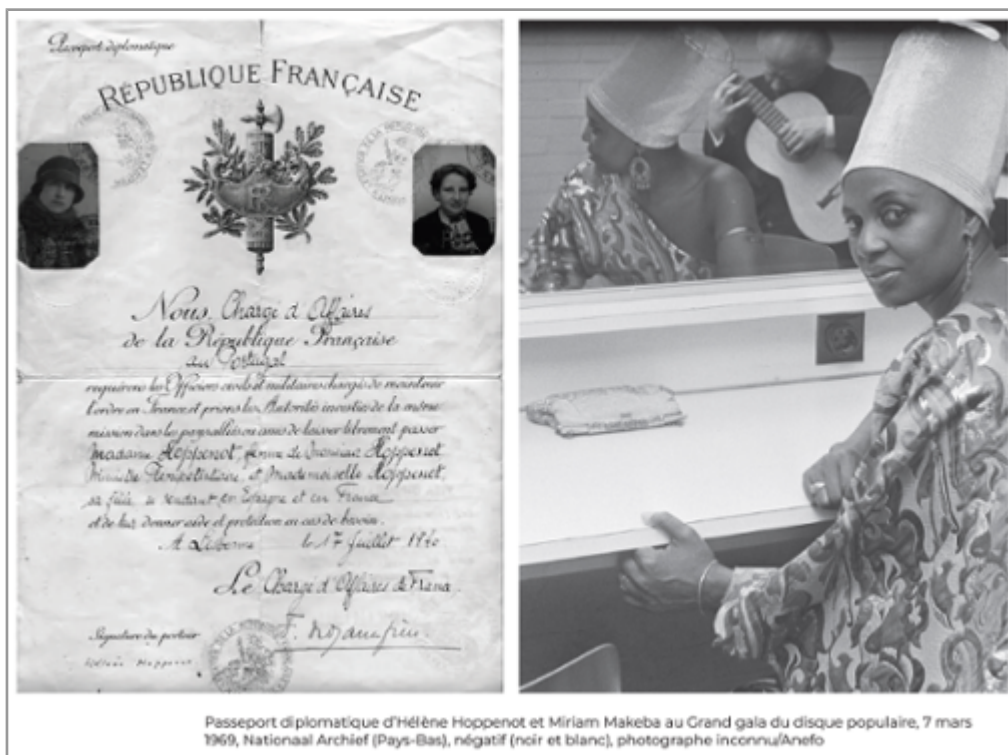 Passeport diplomatique
RÉPUBLIQUE FRANÇAISE
Nous, Chargé d'Affaires
de la République Française
au Portugal
requérons les Officiers civils et militaires chargés de maintenir
l'ordre en France et prions les Autorités investies de la même
mission dans les pays alliés ou amis de laisser librement passer
Madame Hoppenot, femme de Monsieur Hoppenot
Ministre Plénipotentiaire, et Mademoiselle Hoppenot,
sa fille se rendant en Espagne et en France
et de leur donner aide et protection en cas de besoin.
A Lisbonne le 17 Juillet 1940
Le Chargé d'Affaires de France
Signature du porteur
Hélène Hoppenot
Passeport diplomatique d'Hélène Hoppenot et Miriam Makeba au Grand gala du disque populaire, 7 mars
1969, Nationaal Archief (Pays-Bas), négatif (noir et blanc), photographe inconnu/Anefo